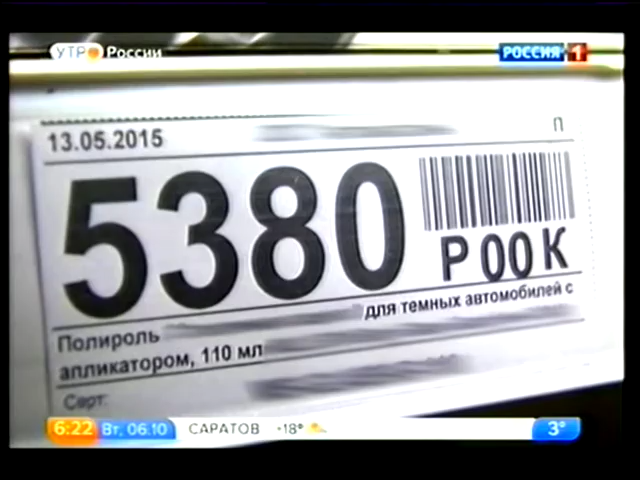 УТРО России
РОССИЯ 1
13.05.2015
П
5380
Р 00 К
Полироль для темных автомобилей с
апликатором, 110 мл
Серт:
6:22 Вт, 06.10 САРАТОВ +18° 3°